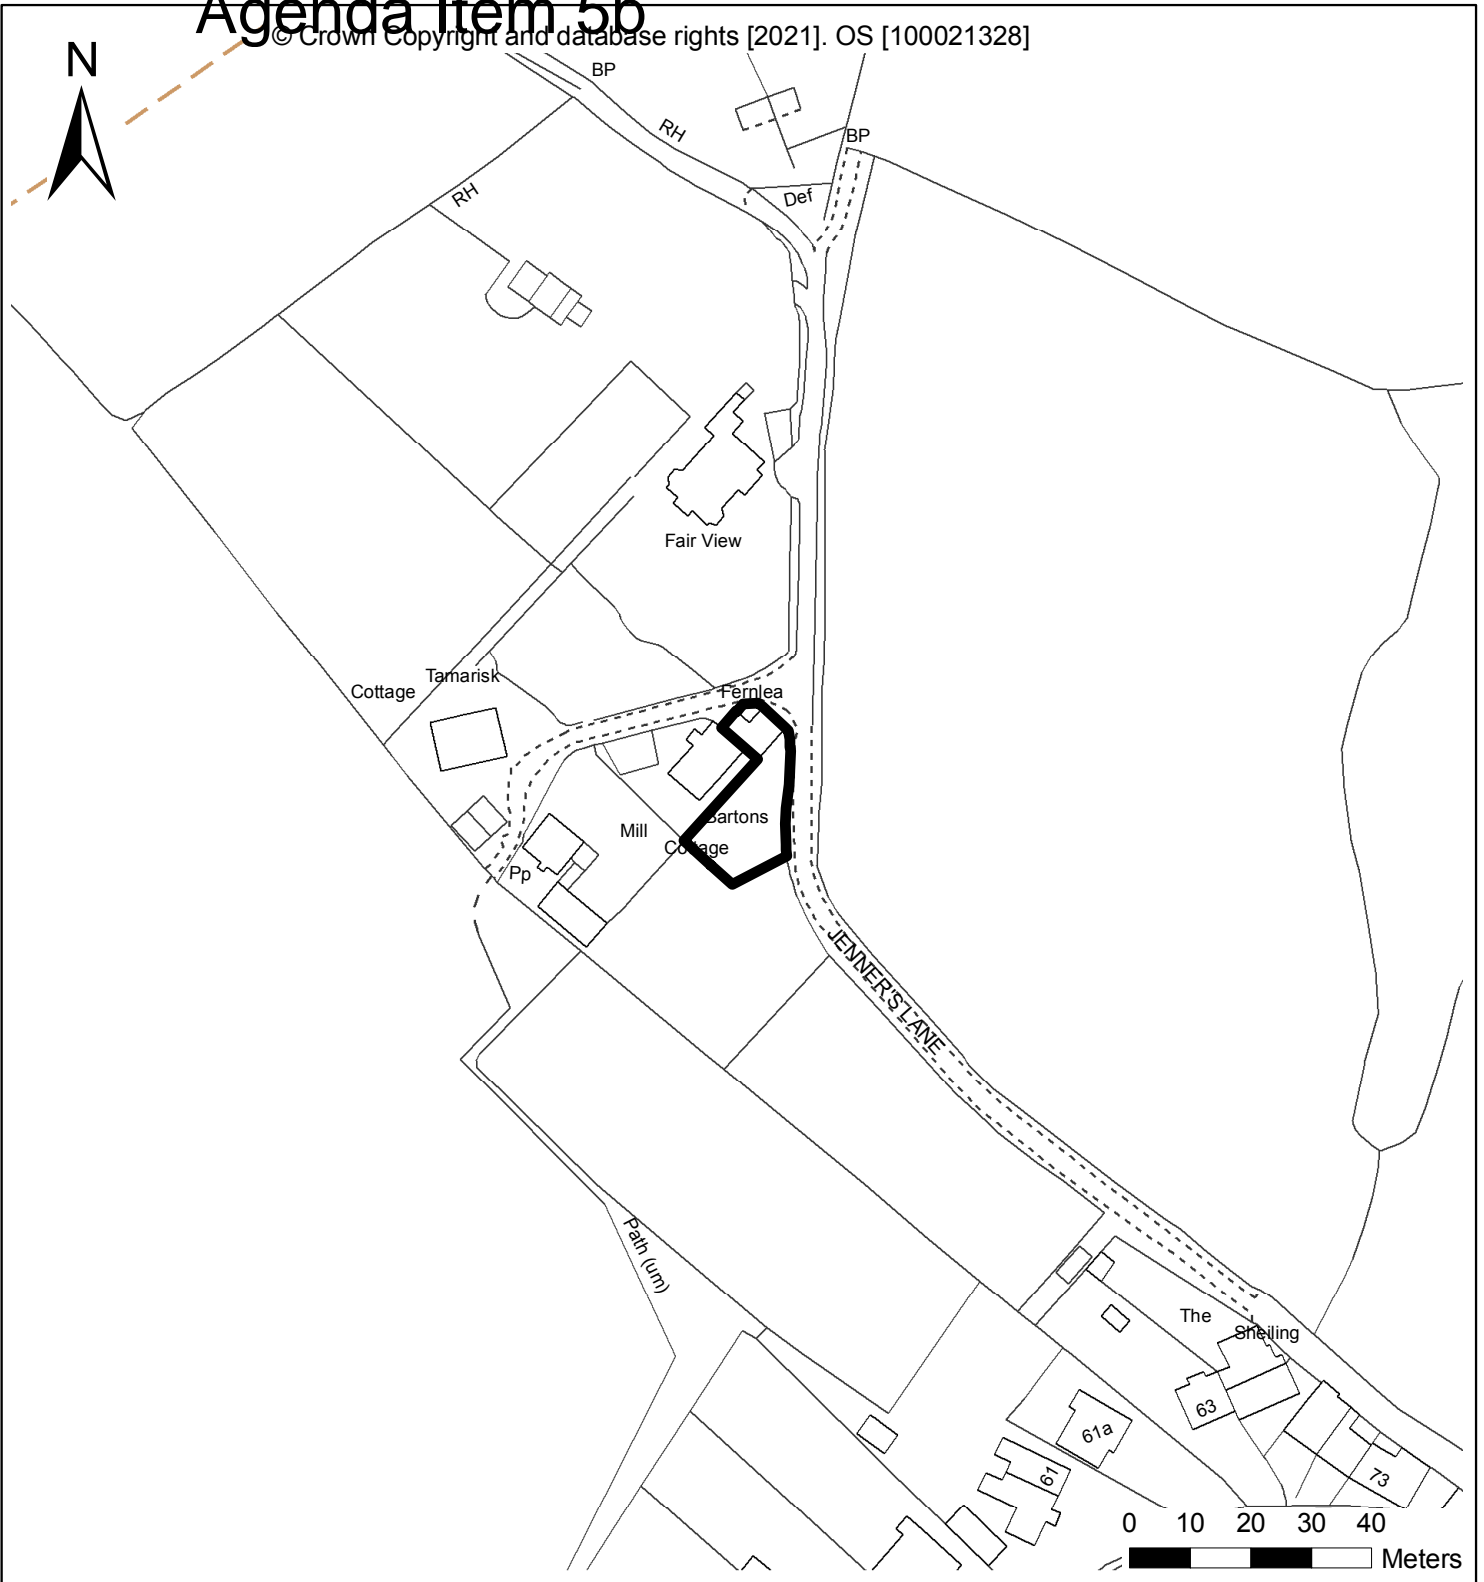 Agenda Item 5b
© Crown Copyright and database rights [2021]. OS [100021328]
N
BP
RH
BP
RH
Def
Fair View
Tamarisk
Cottage
Fernlea
Bartons
Mill
Cottage
Pp
JENNER'S LANE
Path (um)
The
Sheiling
63
61a
61
73
0 10 20 30 40
Meters